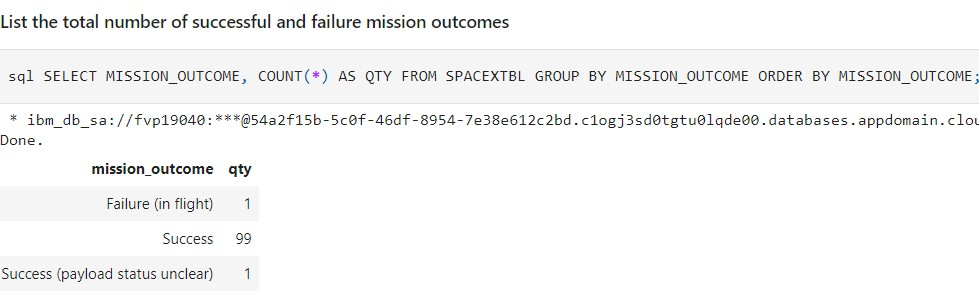 List the total number of successful and failure mission outcomes
sql SELECT MISSION_OUTCOME, COUNT(*) AS QTY FROM SPACEXTBL GROUP BY MISSION_OUTCOME ORDER BY MISSION_OUTCOME;
* ibm_db_sa://fvp19040:***@54a2f15b-5c0f-46df-8954-7e38e612c2bd.c1ogj3sd0tgtu0lqde00.databases.appdomain.clou
Done.
mission_outcome qty
Failure (in flight) 1
Success 99
Success (payload status unclear) 1